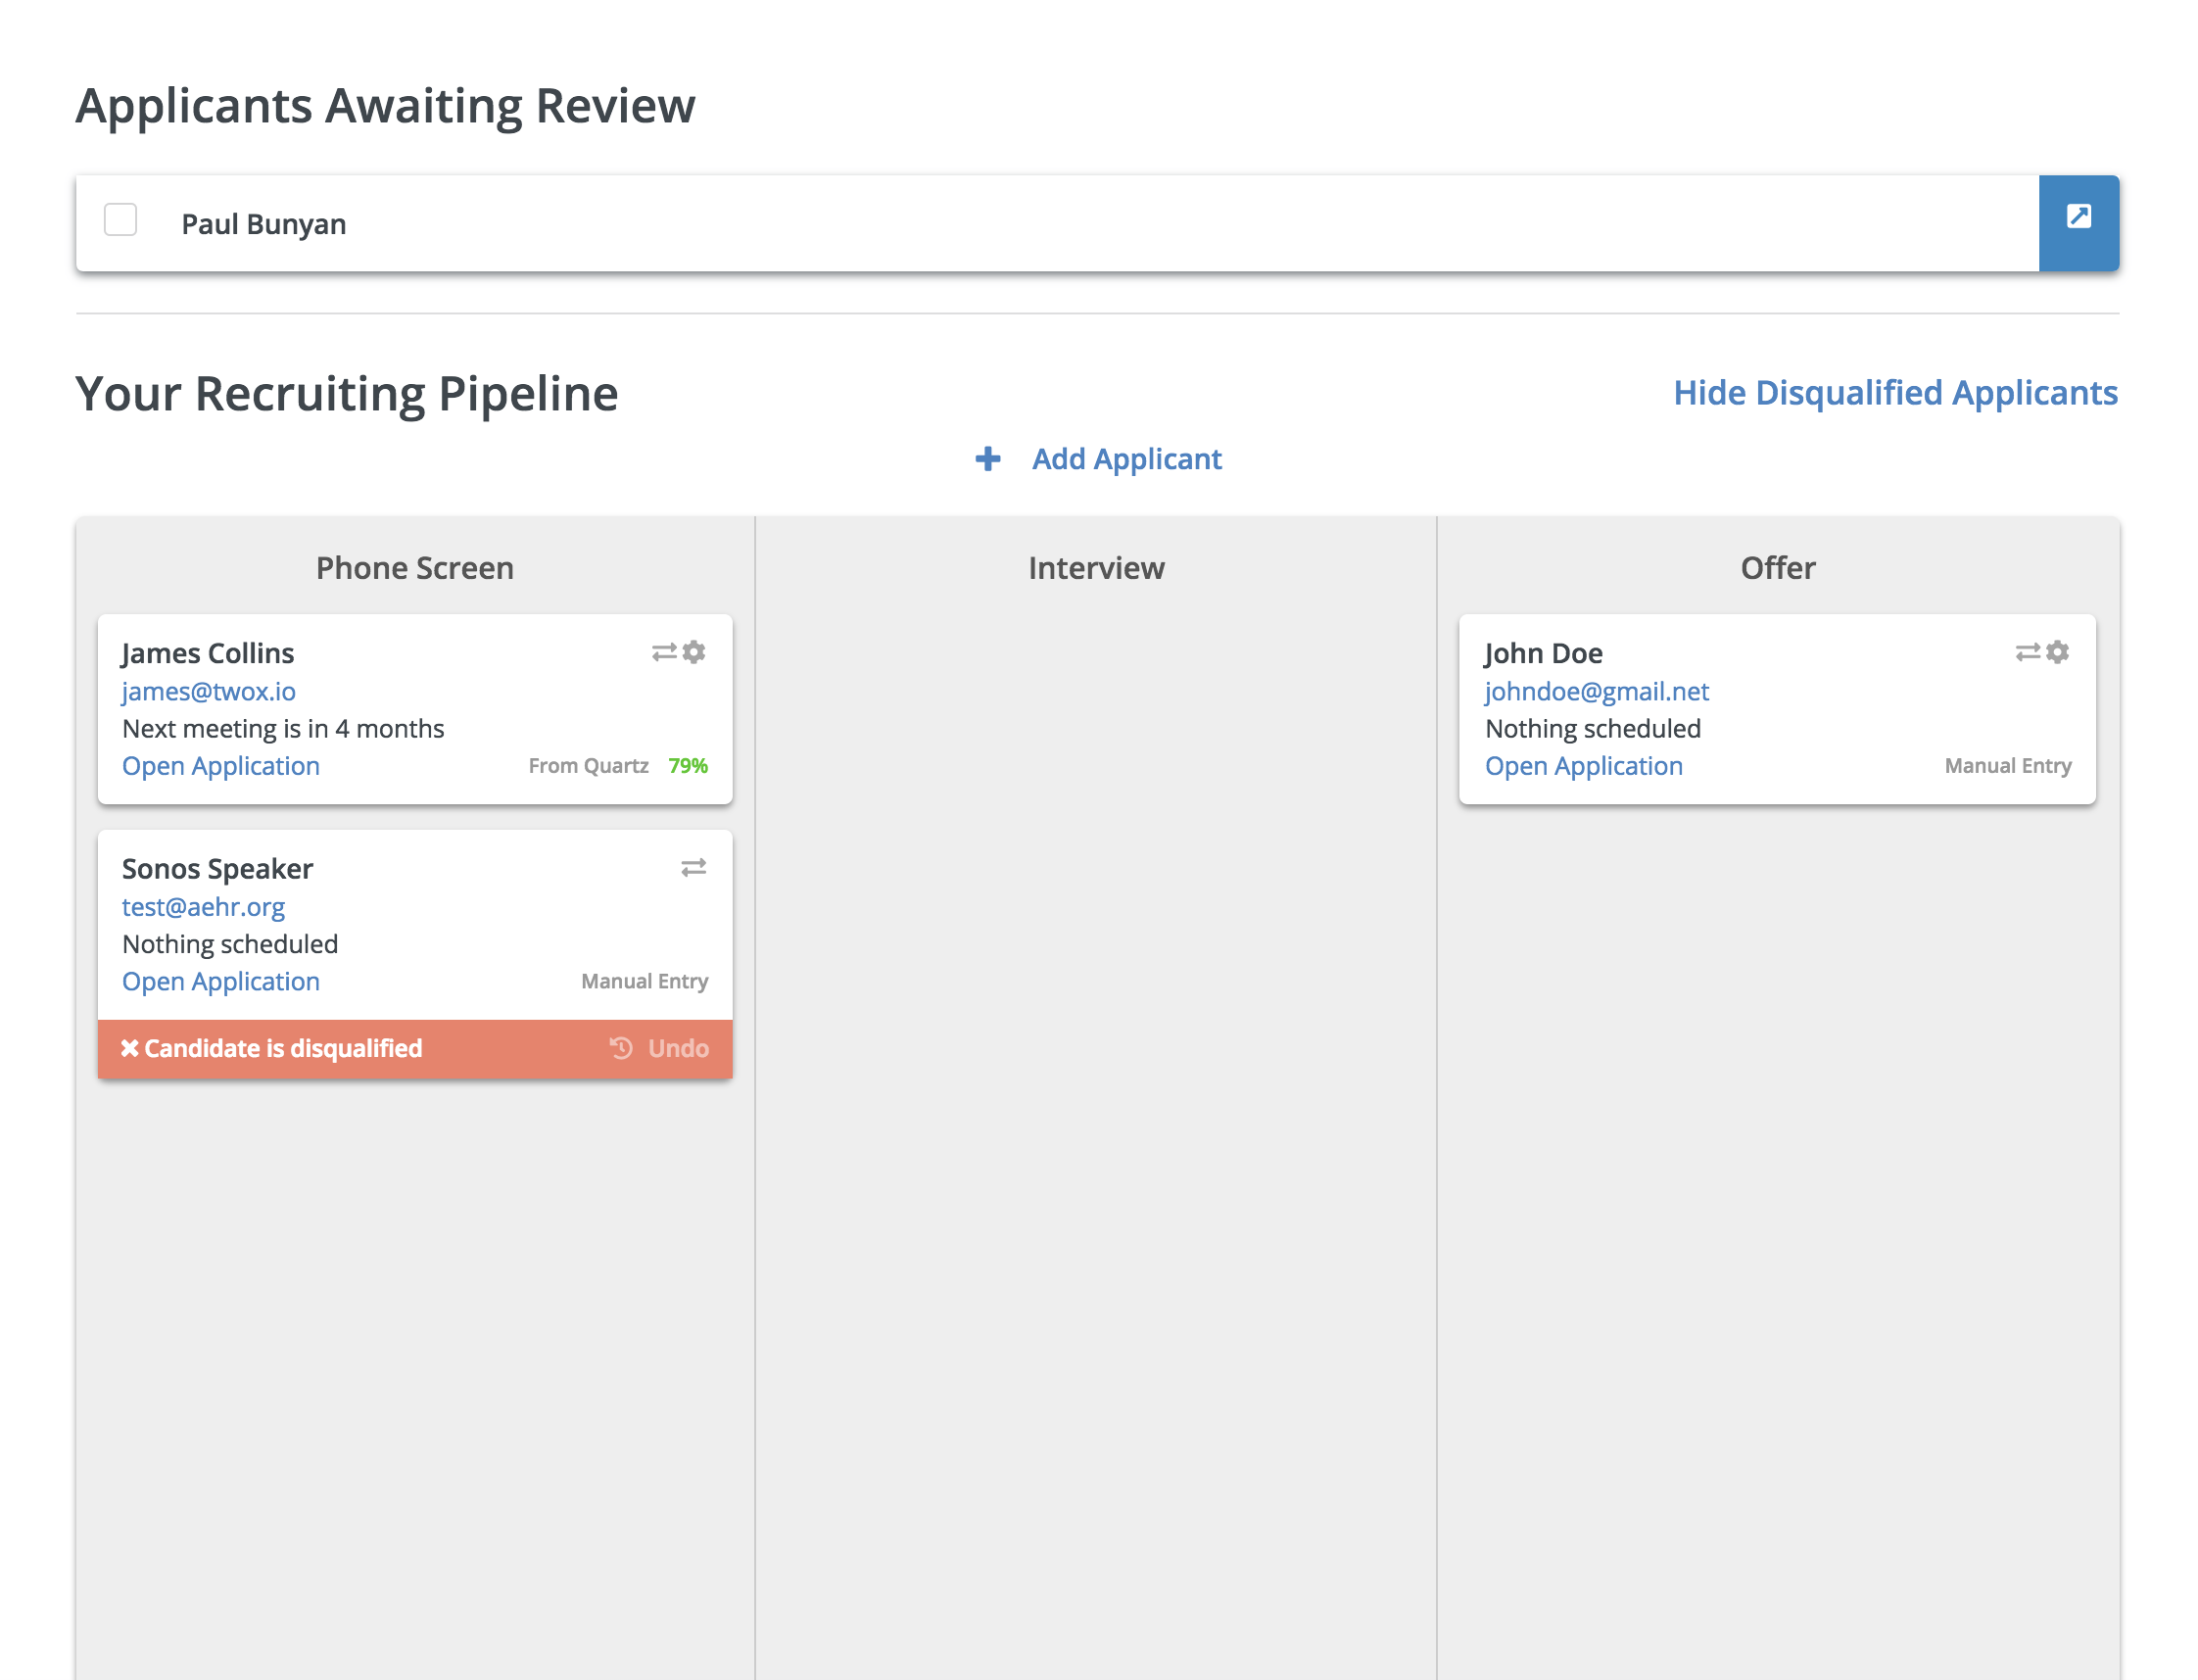 Applicants Awaiting Review
Paul Bunyan
Your Recruiting Pipeline
Hide Disqualified Applicants
Add Applicant
Phone Screen
James Collins
james@twox.io
Next meeting is in 4 months
Open Application From Quartz 79%
Sonos Speaker
test@aehr.org
Nothing scheduled
Open Application Manual Entry
Candidate is disqualified Undo
Interview
Offer
John Doe
johndoe@gmail.net
Nothing scheduled
Open Application Manual Entry